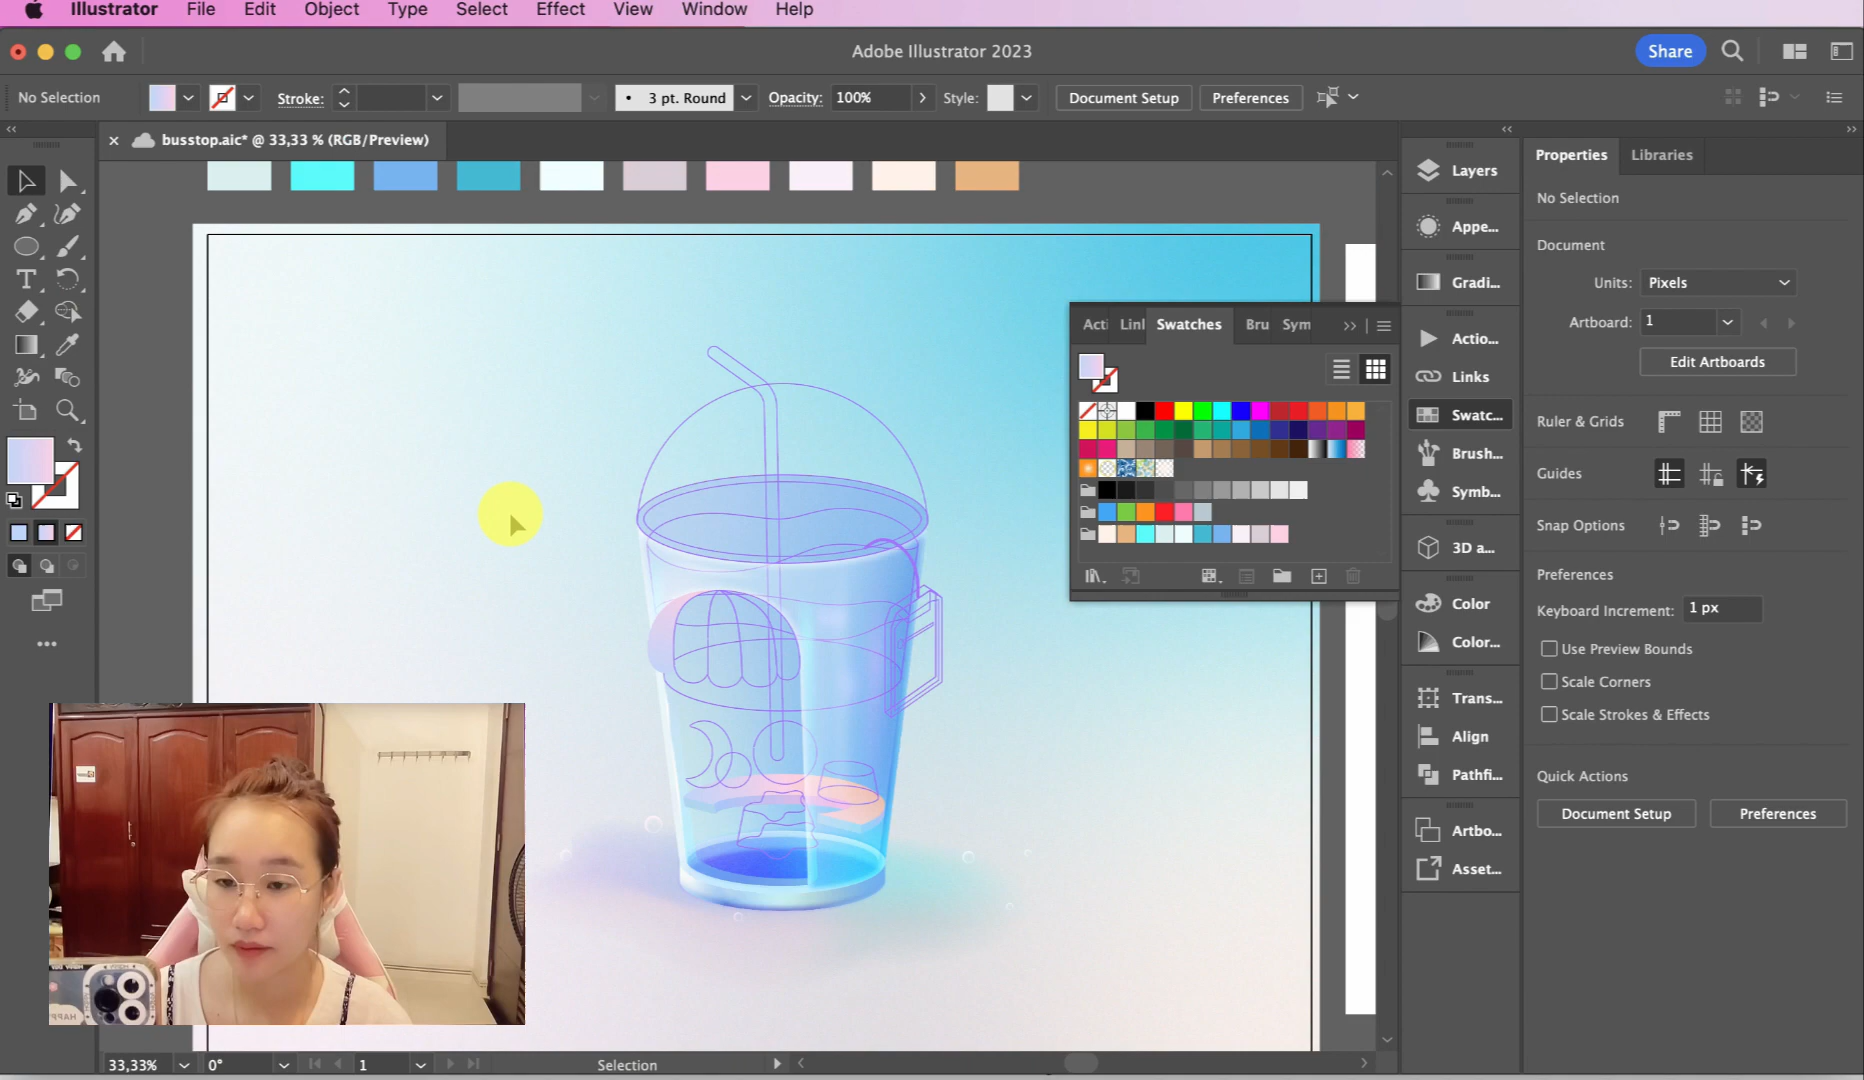 Illustrator File Edit Object Type Select Effect View Window Help
Adobe Illustrator 2023
Share
No Selection
Stroke:
3 pt. Round
Opacity:
100%
Style:
Document Setup
Preferences
busstop.aic* @ 33,33 % (RGB/Preview)
Acti
Linl
Swatches
Bru
Sym
Layers
Appe...
Gradi...
Actio...
Links
Swatc...
Brush...
Symb...
3D a...
Color
Color...
Trans...
Align
Pathfi...
Artbo...
Asset...
Properties
Libraries
No Selection
Document
Units:
Pixels
Artboard:
1
Edit Artboards
Ruler & Grids
Guides
Snap Options
Preferences
Keyboard Increment:
1 px
Use Preview Bounds
Scale Corners
Scale Strokes & Effects
Quick Actions
Document Setup
Preferences
33,33%
0°
1
Selection